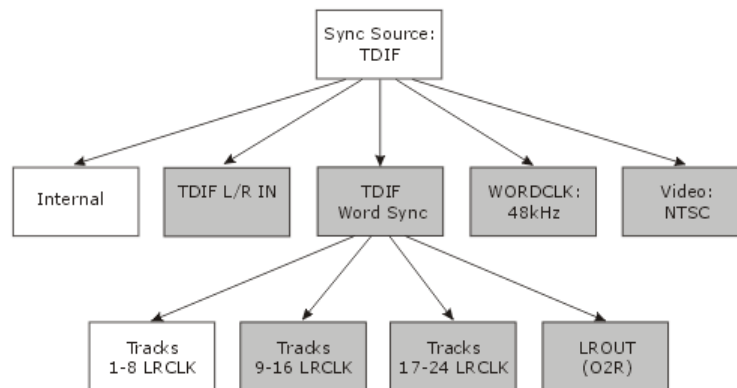 Sync Source:
TDIF
Internal
TDIF L/R IN
TDIF
Word Sync
WORDCLK:
48kHz
Video:
NTSC
Tracks
1-8 LRCLK
Tracks
9-16 LRCLK
Tracks
17-24 LRCLK
LROUT
(O2R)